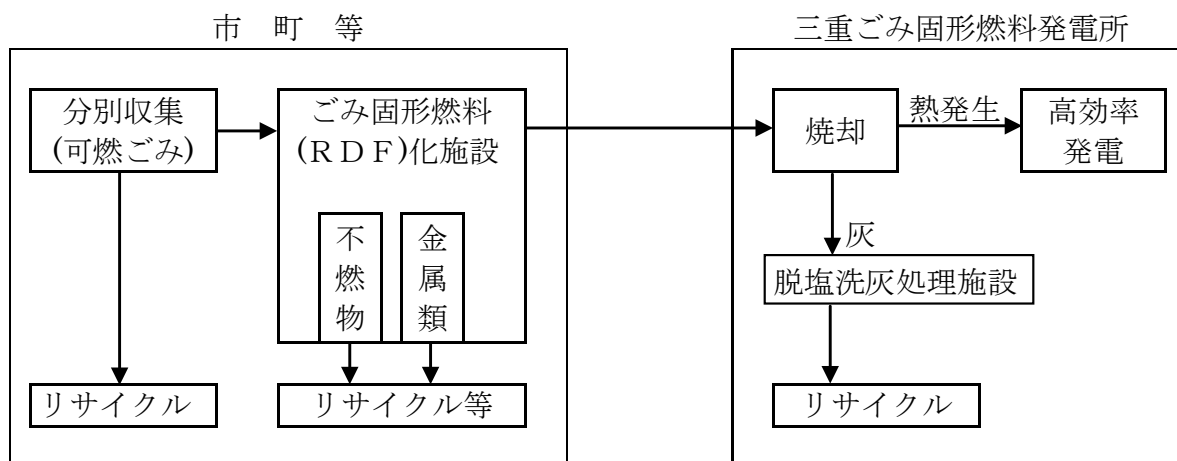 市 町 等
分別収集
(可燃ごみ)
ごみ固形燃料
(ＲＤＦ)化施設
不燃物
金属類
リサイクル
リサイクル等
三重ごみ固形燃料発電所
焼却
熱発生
高効率
発電
灰
脱塩洗灰処理施設
リサイクル